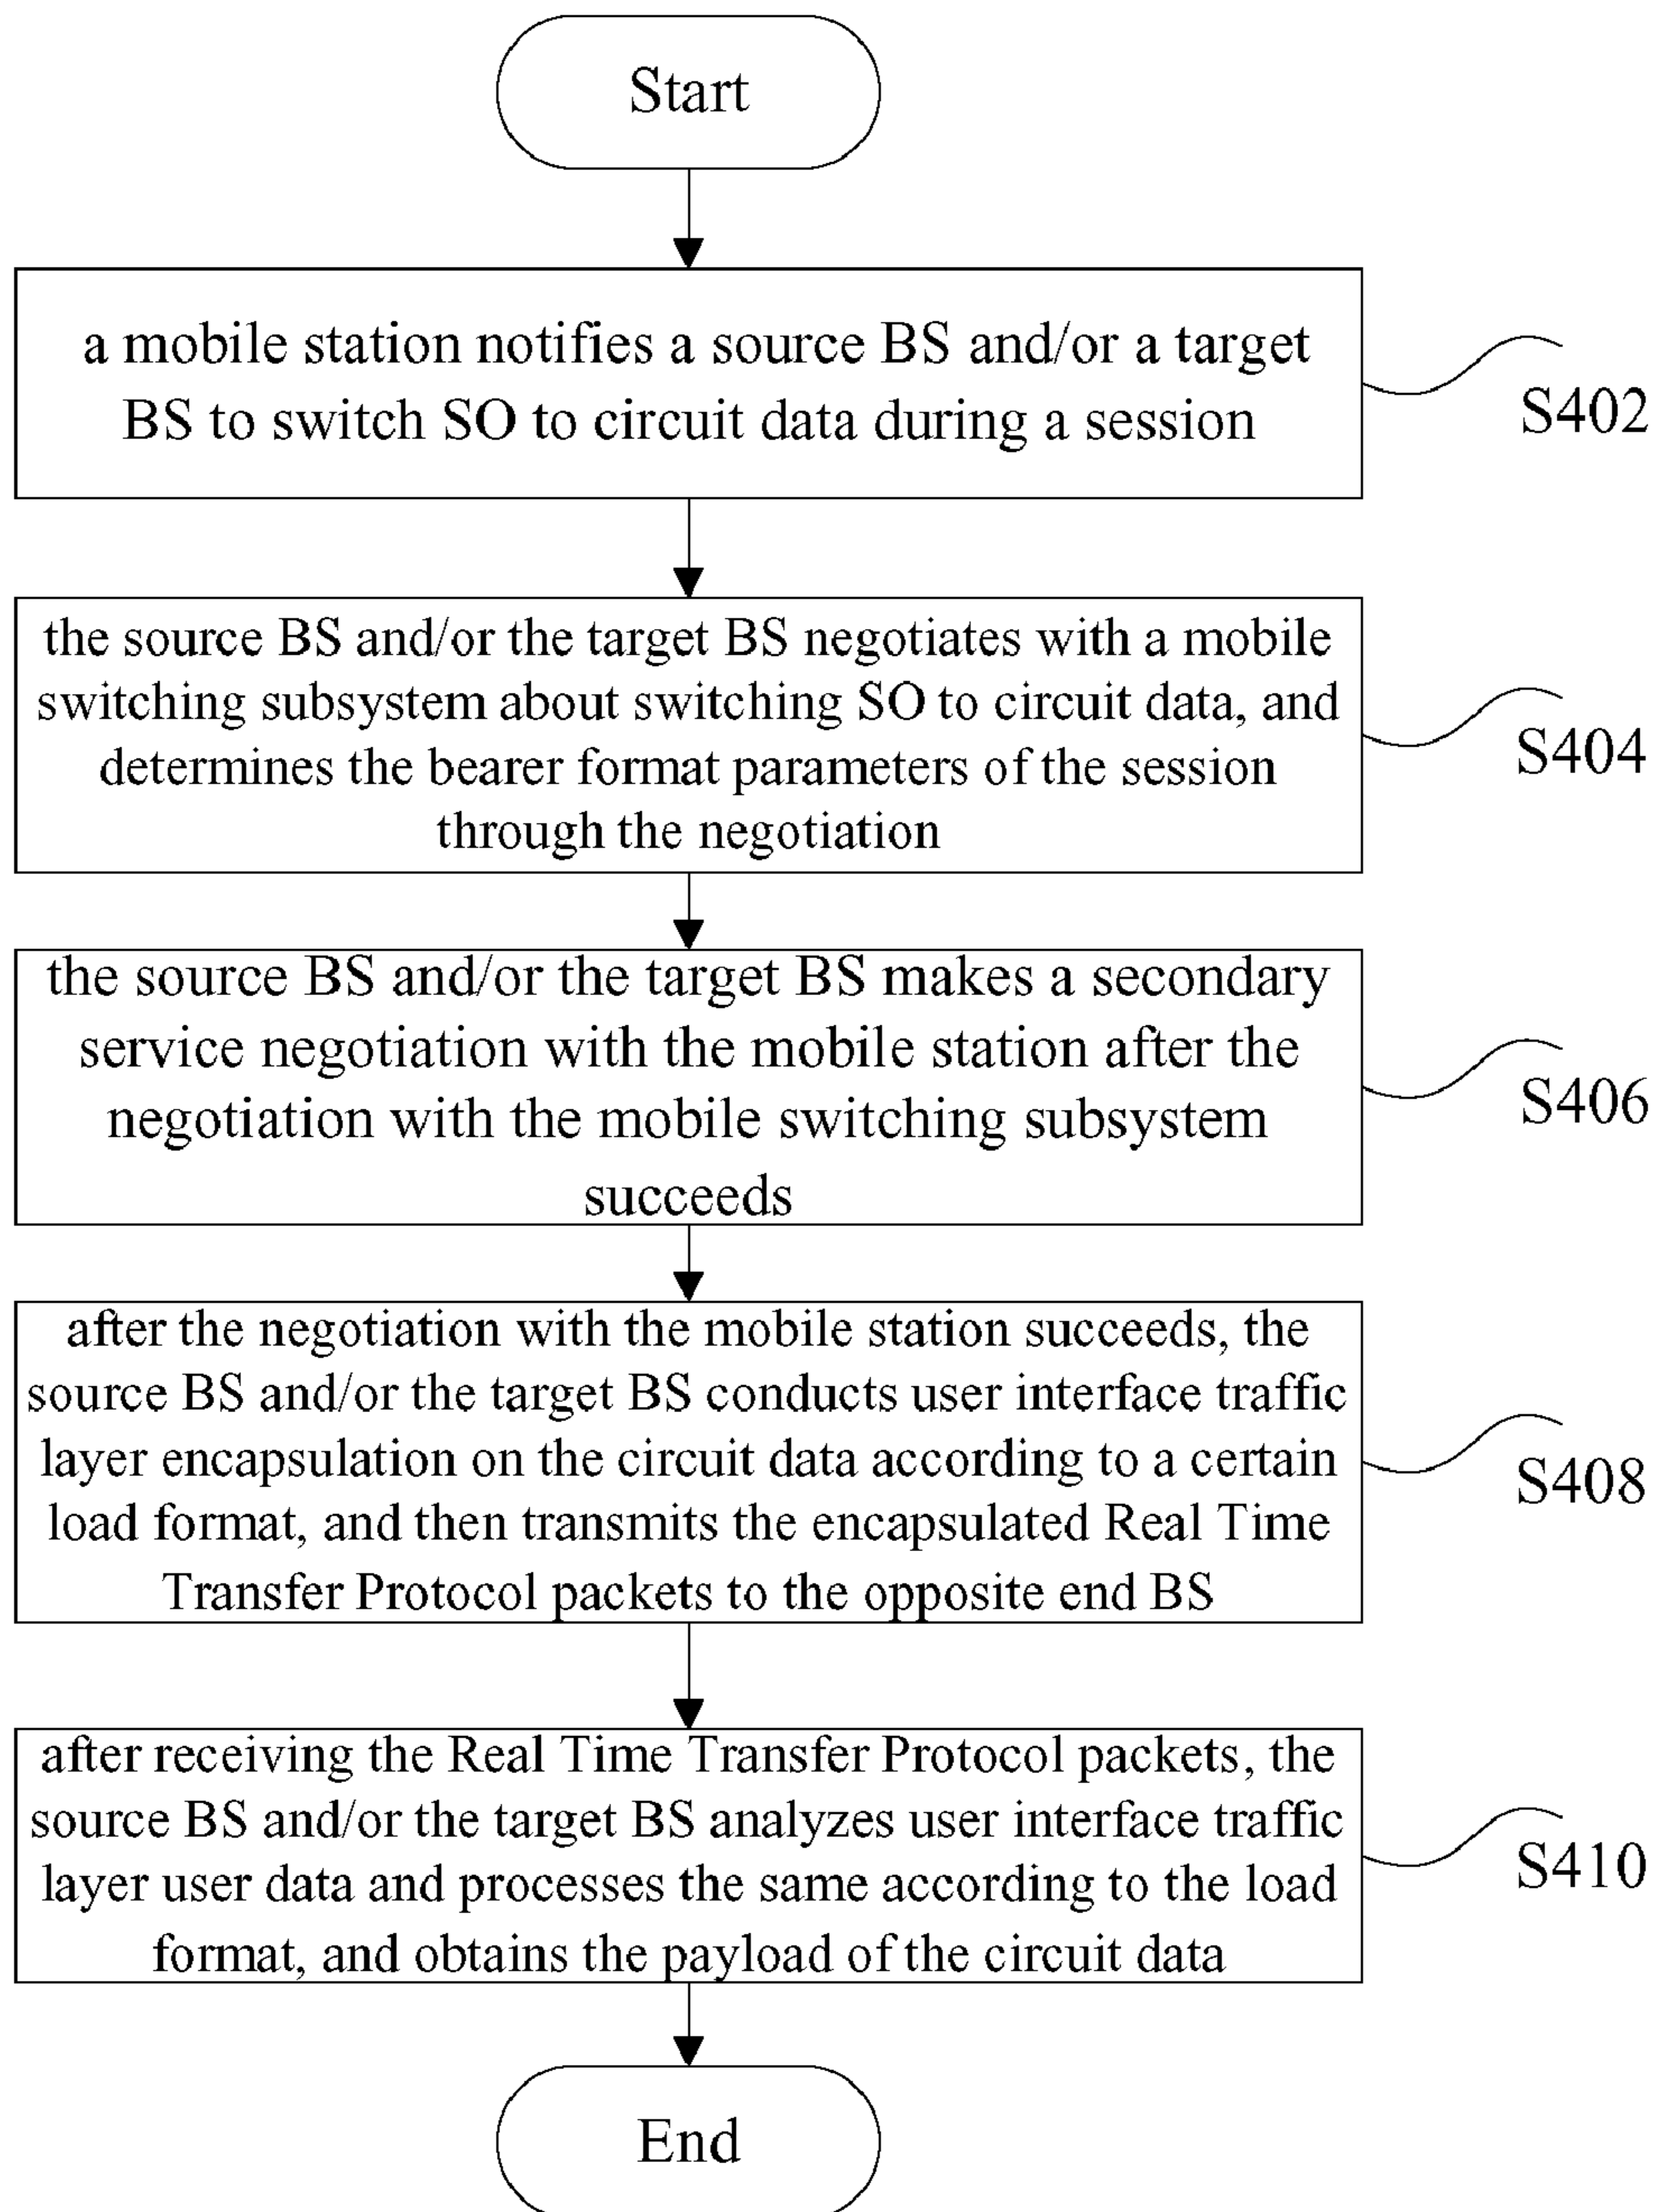 Start
a mobile station notifies a source BS and/or a target
BS to switch SO to circuit data during a session
S402
the source BS and/or the target BS negotiates with a mobile
switching subsystem about switching SO to circuit data, and
determines the bearer format parameters of the session
through the negotiation
S404
the source BS and/or the target BS makes a secondary
service negotiation with the mobile station after the
negotiation with the mobile switching subsystem
succeeds
S406
after the negotiation with the mobile station succeeds, the
source BS and/or the target BS conducts user interface traffic
layer encapsulation on the circuit data according to a certain
load format, and then transmits the encapsulated Real Time
Transfer Protocol packets to the opposite end BS
S408
after receiving the Real Time Transfer Protocol packets, the
source BS and/or the target BS analyzes user interface traffic
layer user data and processes the same according to the load
format, and obtains the payload of the circuit data
S410
End